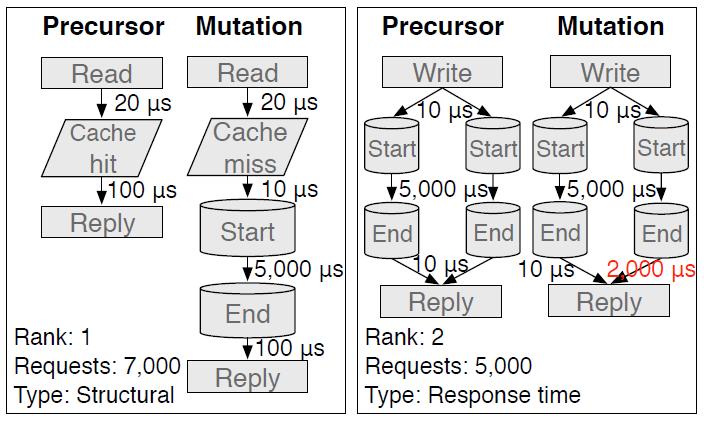 Precursor Mutation
Read
20 µs
Cache
hit
100 µs
Reply
Read
20 µs
Cache
miss
10 µs
Start
5,000 µs
End
100 µs
Reply
Rank: 1
Requests: 7,000
Type: Structural
Precursor Mutation
Write
10 µs
Start Start
5,000 µs
End End
10 µs
Reply
Write
10 µs
Start Start
5,000 µs
End End
10 µs 2,000 µs
Reply
Rank: 2
Requests: 5,000
Type: Response time